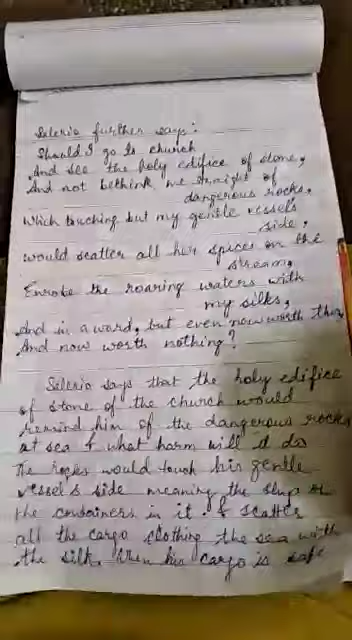 Salerio further says:
Should I go to church
And see the holy edifice of stone,
And not bethink me straight of
dangerous rocks,
Which touching but my gentle vessel's
side,
would scatter all her spices on the
stream,
Enrobe the roaring waters with
my silks,
And in a word, but even now worth this,
And now worth nothing?
Salerio says that the holy edifice
of stone of the church would
remind him of the dangerous rocks
at sea & what harm will it do
The rocks would touch his gentle
vessel's side meaning the ship or
the containers in it & scatter
all the cargo clothing the sea with
the silk. When his cargo is safe